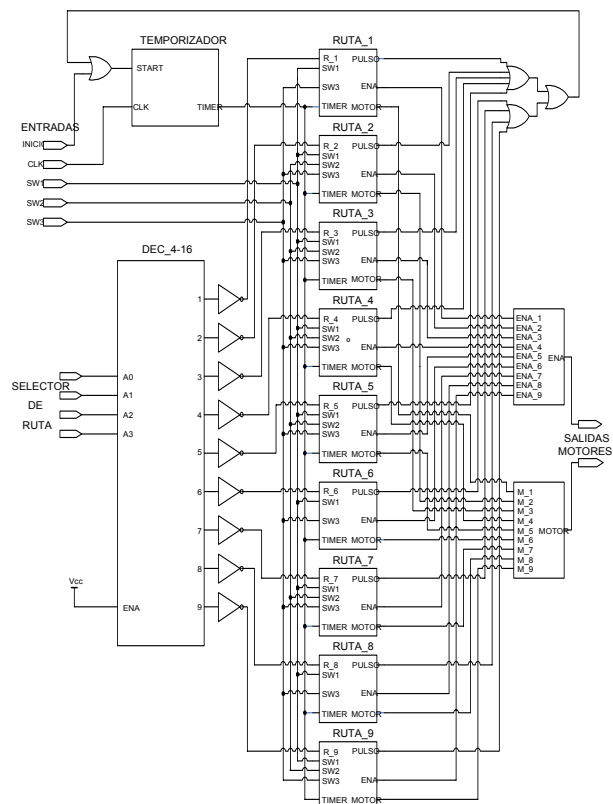 TEMPORIZADOR
START
CLK
TIMER
ENTRADAS
INICIO
CLK
SW1
SW2
SW3
DEC_4-16
1
2
3
4
5
6
7
8
9
A0
A1
A2
A3
ENA
SELECTOR
DE
RUTA
Vcc
RUTA_1
R_1 PULSO
SW1
SW3 ENA
TIMER MOTOR
RUTA_2
R_2 PULSO
SW1
SW2
SW3 ENA
TIMER MOTOR
RUTA_3
R_3 PULSO
SW1
SW2
SW3 ENA
TIMER MOTOR
RUTA_4
R_4 PULSO
SW1
SW2
SW3 ENA
TIMER MOTOR
RUTA_5
R_5 PULSO
SW1
SW2
SW3 ENA
TIMER MOTOR
RUTA_6
R_6 PULSO
SW1
SW3 ENA
TIMER MOTOR
RUTA_7
R_7 PULSO
SW1
SW2
SW3 ENA
TIMER MOTOR
RUTA_8
R_8 PULSO
SW1
SW3 ENA
TIMER MOTOR
RUTA_9
R_9 PULSO
SW1
SW2
SW3 ENA
TIMER MOTOR
ENA_1
ENA_2
ENA_3
ENA_4
ENA_5
ENA_6
ENA_7
ENA_8
ENA_9
ENA
SALIDAS
MOTORES
M_1
M_2
M_3
M_4
M_5
M_6
M_7
M_8
M_9
MOTOR